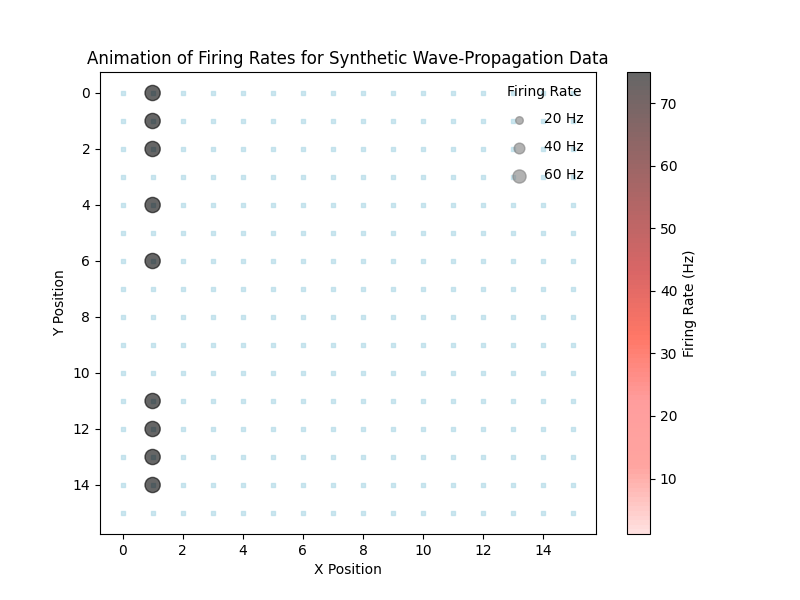 Animation of Firing Rates for Synthetic Wave-Propagation Data
Firing Rate
20 Hz
40 Hz
60 Hz
0
2
4
6
8
10
12
14
Y Position
0 2 4 6 8 10 12 14
X Position
70
60
50
40
30
20
10
Firing Rate (Hz)